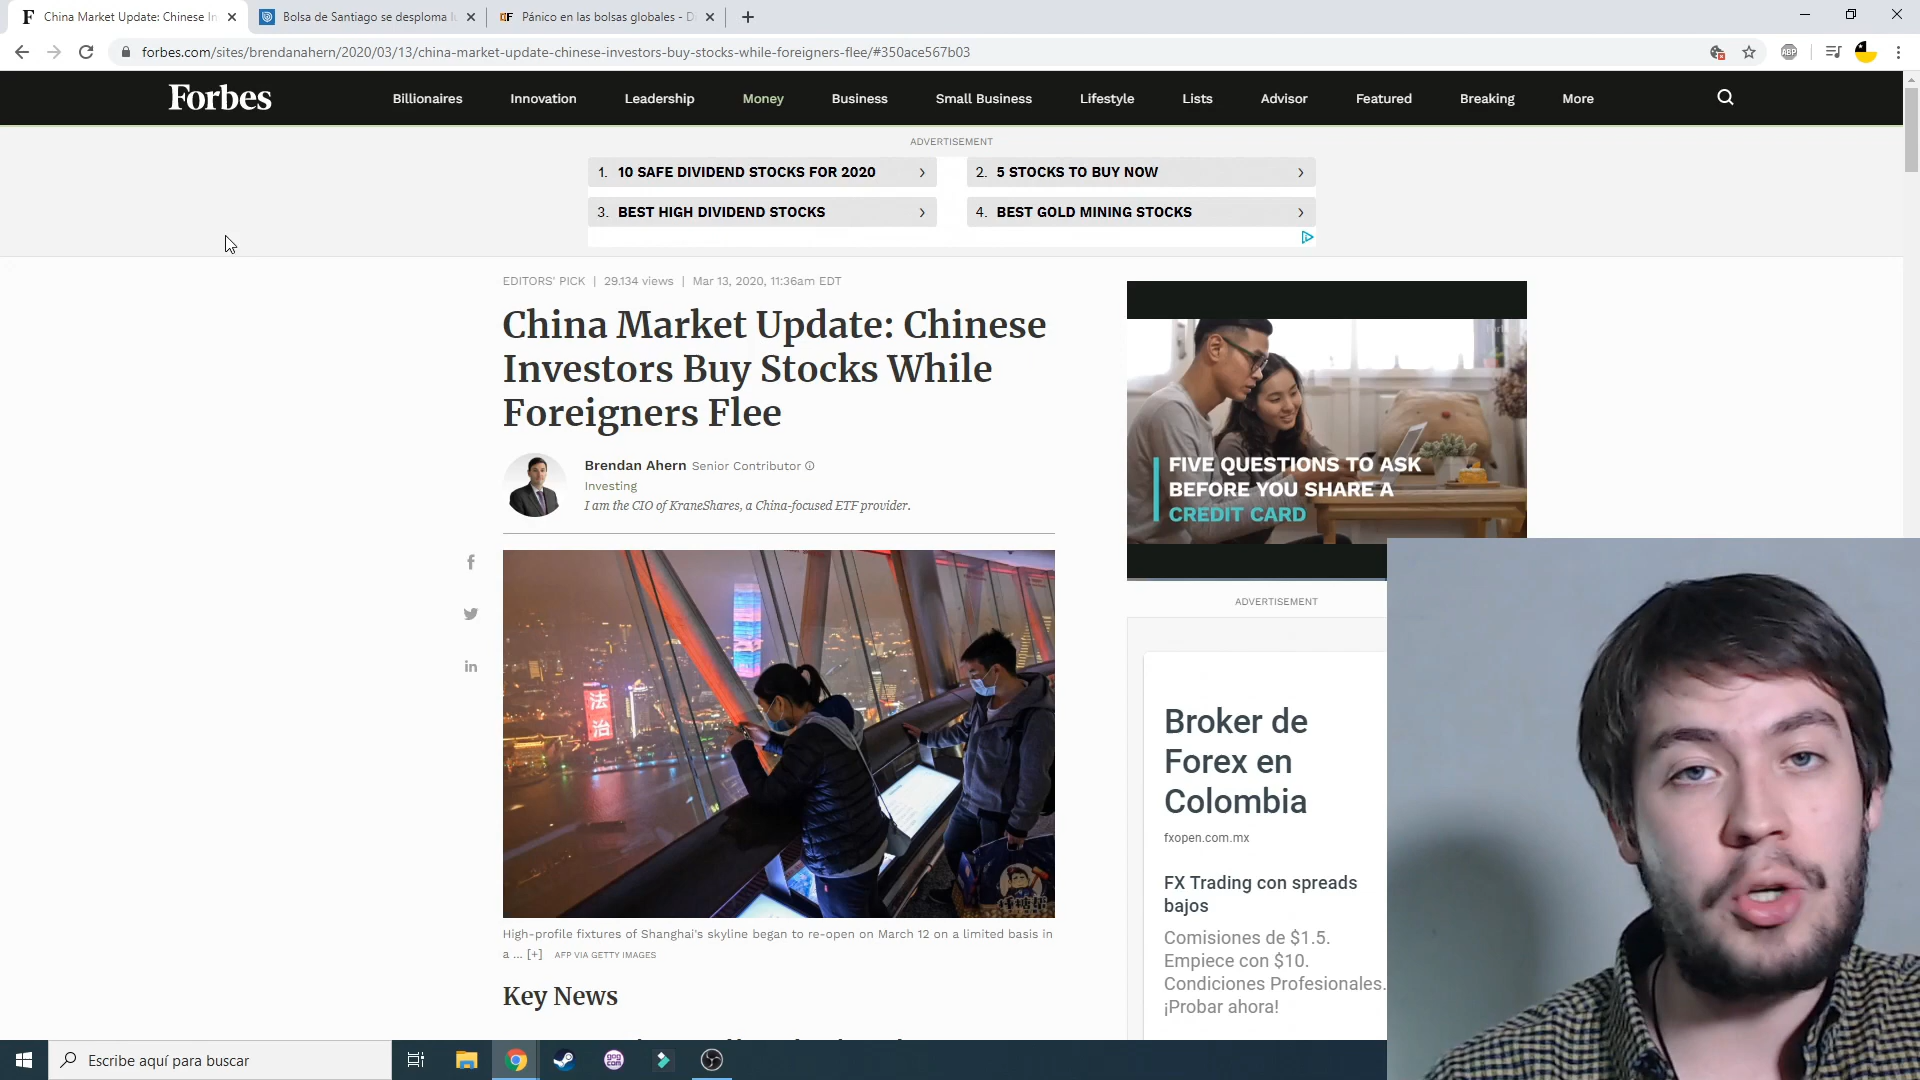 China Market Update: Chinese In
Bolsa de Santiago se desploma
Pánico en las bolsas globales - D
forbes.com/sites/brendanahern/2020/03/13/china-market-update-chinese-investors-buy-stocks-while-foreigners-flee/#350ace567b03
ABP
Forbes
Billionaires
Innovation
Leadership
Money
Business
Small Business
Lifestyle
Lists
Advisor
Featured
Breaking
More
ADVERTISEMENT
1. 10 SAFE DIVIDEND STOCKS FOR 2020
2. 5 STOCKS TO BUY NOW
3. BEST HIGH DIVIDEND STOCKS
4. BEST GOLD MINING STOCKS
EDITORS' PICK | 29.134 views | Mar 13, 2020, 11:36am EDT
China Market Update: Chinese
Investors Buy Stocks While
Foreigners Flee
Brendan Ahern Senior Contributor
Investing
I am the CIO of KraneShares, a China-focused ETF provider.
FIVE QUESTIONS TO ASK
BEFORE YOU SHARE A
CREDIT CARD
法治
High-profile fixtures of Shanghai's skyline began to re-open on March 12 on a limited basis in
a ... [+] AFP VIA GETTY IMAGES
Key News
ADVERTISEMENT
Broker de
Forex en
Colombia
fxopen.com.mx
FX Trading con spreads
bajos
Comisiones de $1.5.
Empiece con $10.
Condiciones Profesionales.
¡Probar ahora!
Escribe aquí para buscar
gog
com